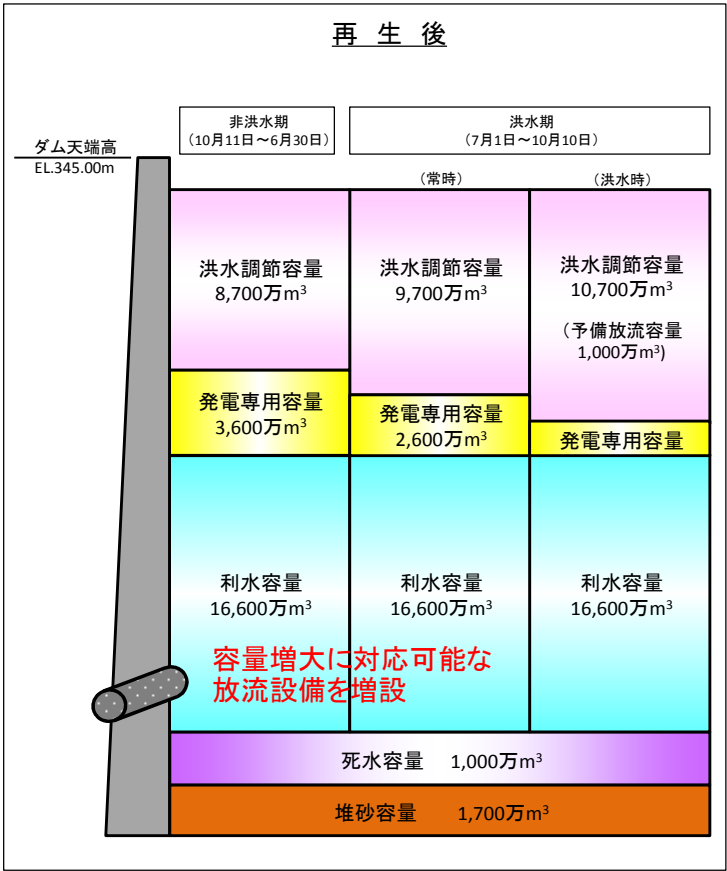 再 生 後
非洪水期
（10月11日～6月30日）
洪水期
（7月1日～10月10日）
ダム天端高
EL.345.00m
（常時）
（洪水時）
洪水調節容量
8,700万m³
洪水調節容量
9,700万m³
洪水調節容量
10,700万m³
（予備放流容量
1,000万m³）
発電専用容量
3,600万m³
発電専用容量
2,600万m³
発電専用容量
利水容量
16,600万m³
利水容量
16,600万m³
利水容量
16,600万m³
容量増大に対応可能な
放流設備を増設
死水容量　1,000万m³
堆砂容量　1,700万m³